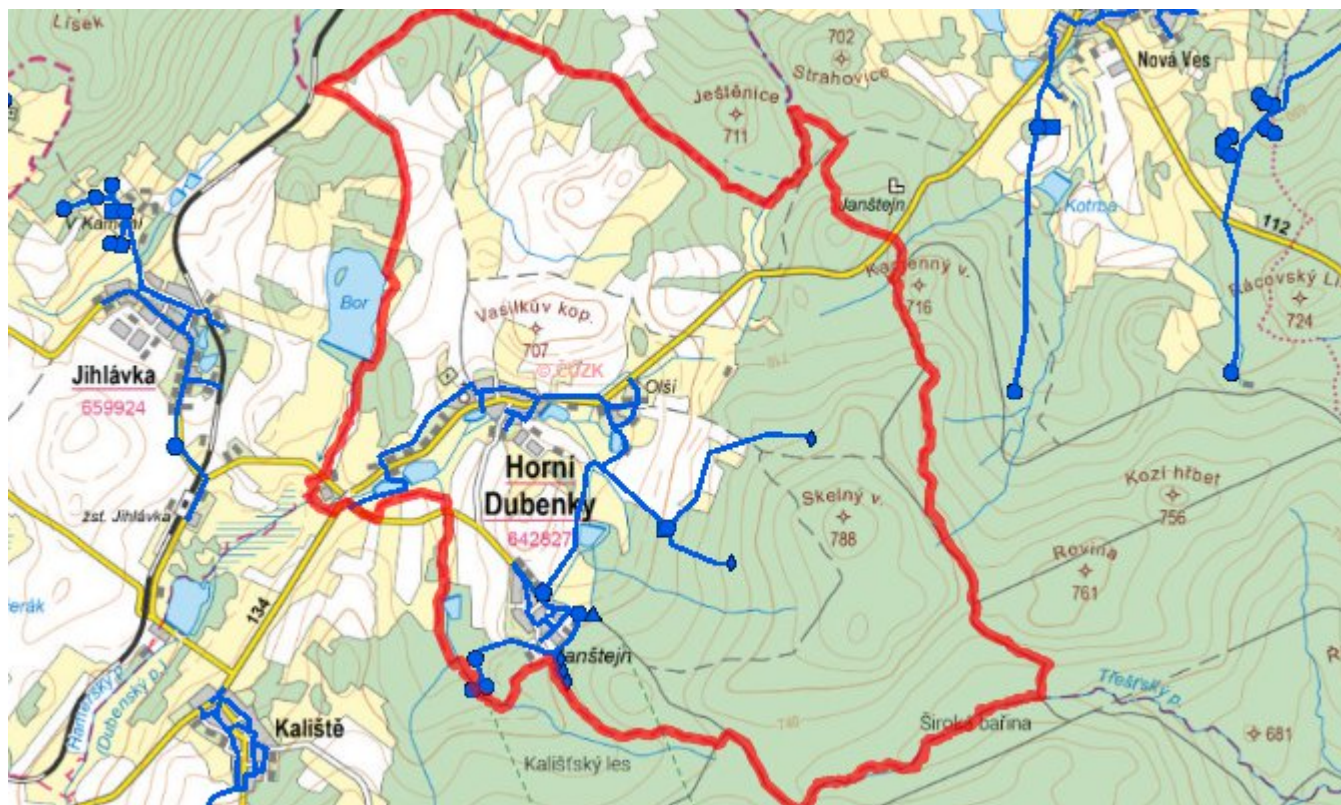 Lísek
702
Strahovice
Nová Ves
Ještěnice
711
V Kamení
Janštejn
Kotrba
112
Kamenný v.
716
724
Bor
Vasilkův kop.
707
© ČÚZK
Jihlávka
659924
Olší
Horní
Dubenky
642827
Skelný v.
788
Kozí hřbet
756
Rovina
761
žst. Jihlávka
134
Třešťský p.
Široká bařina
681
Kaliště
Kališťský les
(Dubenský p.)